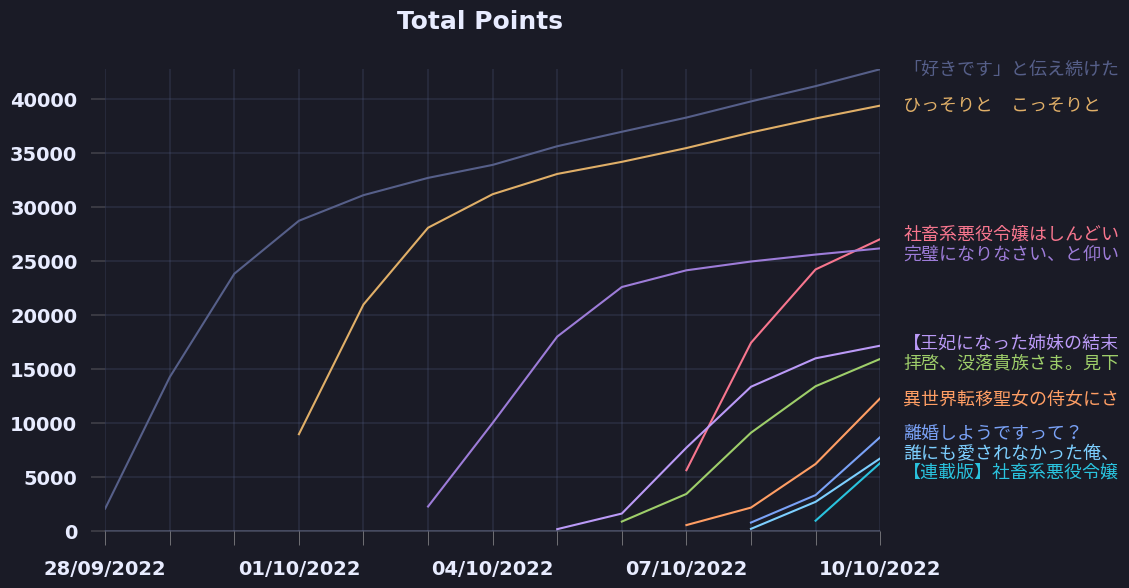 Total Points
「好きです」と伝え続けた
40000
ひっそりと　こっそりと
35000
30000
社畜系悪役令嬢はしんどい
25000
完璧になりなさい、と仰い
20000
【王妃になった姉妹の結末
15000
拝啓、没落貴族さま。見下
異世界転移聖女の侍女にさ
10000
離婚しようですって？
誰にも愛されなかった俺、
5000
【連載版】社畜系悪役令嬢
0
28/09/2022 01/10/2022 04/10/2022 07/10/2022 10/10/2022